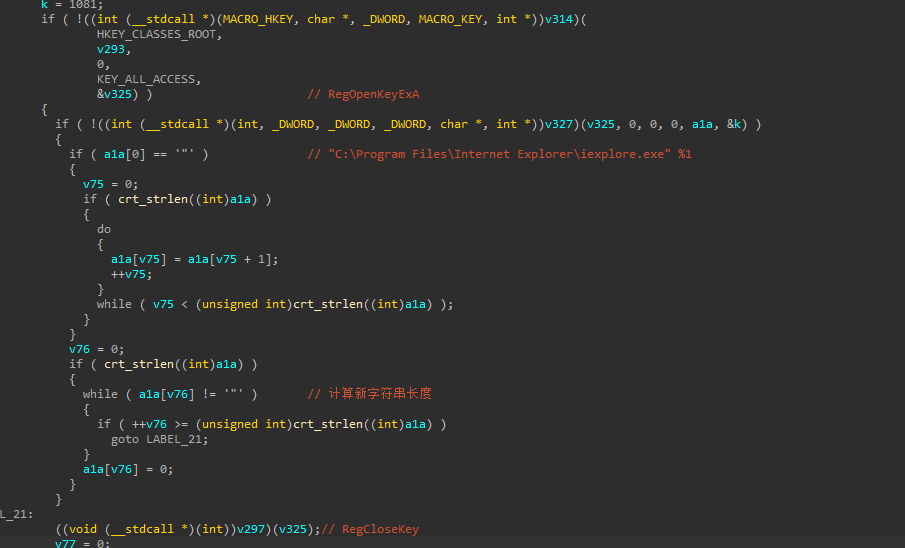 k = 1081;
if ( !((int (__stdcall *)(MACRO_HKEY, char *, _DWORD, MACRO_KEY, int *))v314)(
HKEY_CLASSES_ROOT,
v293,
0,
KEY_ALL_ACCESS,
&v325) ) // RegOpenKeyExA
{
if ( !((int (__stdcall *)(int, _DWORD, _DWORD, _DWORD, char *, int *))v327)(v325, 0, 0, 0, a1a, &k) )
{
if ( a1a[0] == '"' ) // "C:\Program Files\Internet Explorer\iexplore.exe" %1
{
v75 = 0;
if ( crt_strlen((int)a1a) )
{
do
{
a1a[v75] = a1a[v75 + 1];
++v75;
}
while ( v75 < (unsigned int)crt_strlen((int)a1a) );
}
}
v76 = 0;
if ( crt_strlen((int)a1a) )
{
while ( a1a[v76] != '"' ) // 计算新字符串长度
{
if ( ++v76 >= (unsigned int)crt_strlen((int)a1a) )
goto LABEL_21;
}
a1a[v76] = 0;
}
}
L_21:
((void (__stdcall *)(int))v297)(v325);// RegCloseKey
v77 = 0;